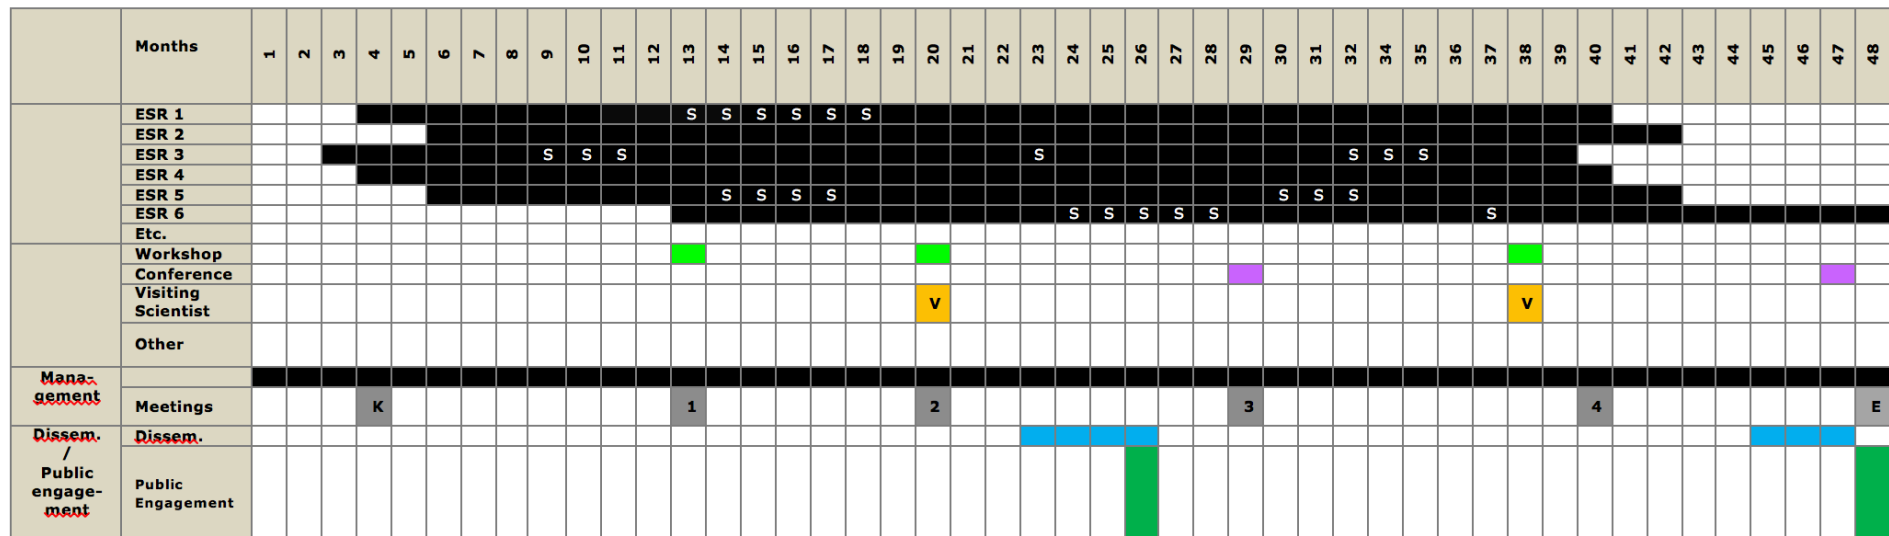 Months 1 2 3 4 5 6 7 8 9 10 11 12 13 14 15 16 17 18 19 20 21 22 23 24 25 26 27 28 29 30 31 32 34 35 36 37 38 39 40 41 42 43 44 45 46 47 48
ESR 1 S S S S S S
ESR 2
ESR 3 S S S S S S S
ESR 4
ESR 5 S S S S S S S
ESR 6 S S S S S S
Etc.
Workshop
Conference
Visiting
Scientist V V
Other
Mana-
gement
Meetings K 1 2 3 4 E
Dissem.
/
Public
engage-
ment
Dissem.
Public
Engagement